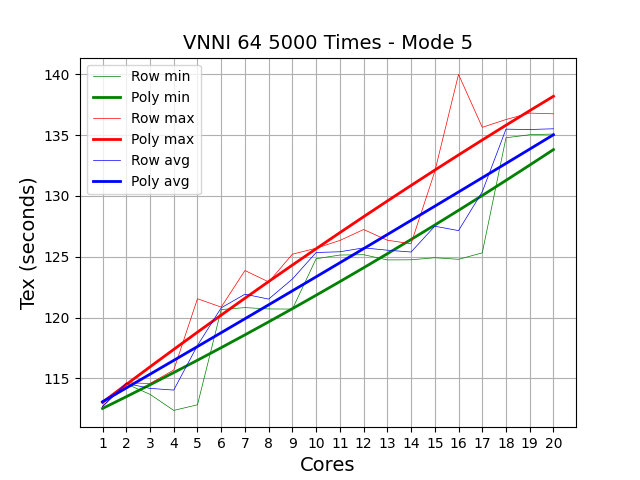 VNNI 64 5000 Times - Mode 5
Row min
Poly min
Row max
Poly max
Row avg
Poly avg
140
135
130
125
120
115
Tex (seconds)
1 2 3 4 5 6 7 8 9 10 11 12 13 14 15 16 17 18 19 20
Cores